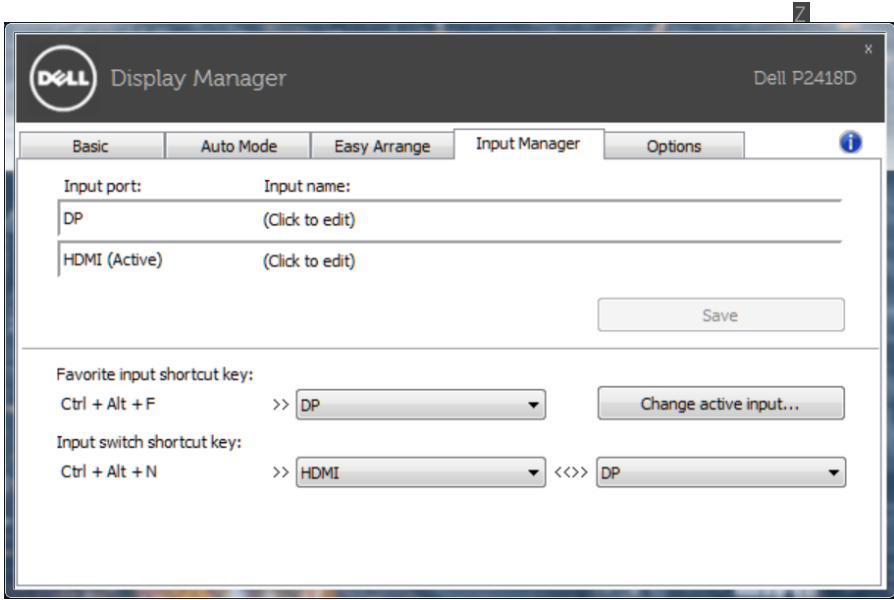 Z
x
DELL Display Manager Dell P2418D
Basic Auto Mode Easy Arrange Input Manager Options i
Input port: Input name:
DP (Click to edit)
HDMI (Active) (Click to edit)
Save
Favorite input shortcut key:
Ctrl + Alt + F >> DP Change active input...
Input switch shortcut key:
Ctrl + Alt + N >> HDMI <<>> DP